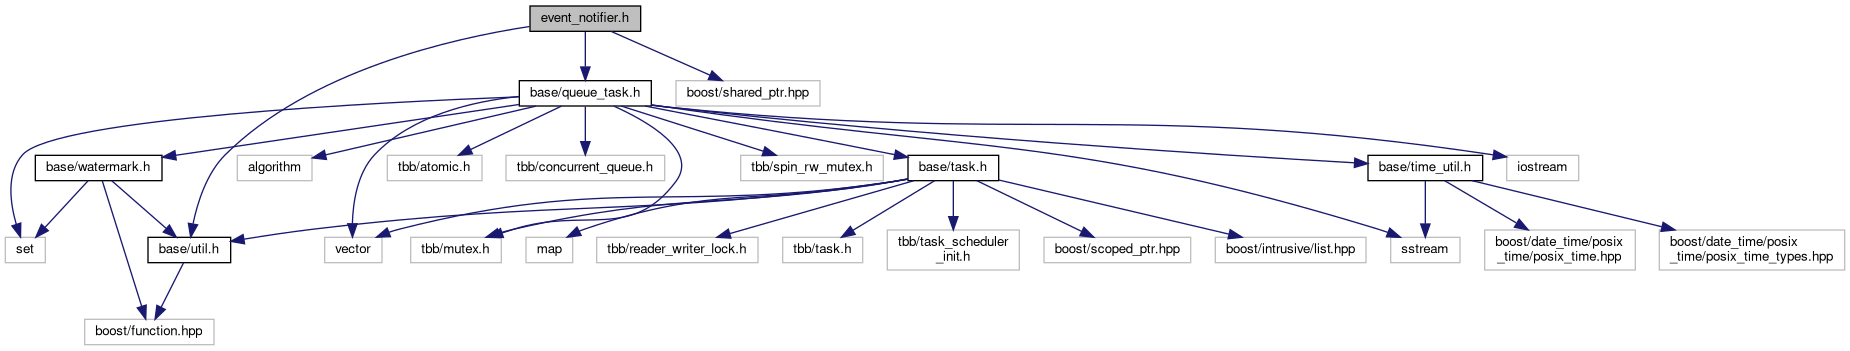 event_notifier.h
base/queue_task.h
boost/shared_ptr.hpp
base/watermark.h
algorithm
tbb/atomic.h
tbb/concurrent_queue.h
tbb/spin_rw_mutex.h
base/task.h
base/time_util.h
iostream
set
base/util.h
vector
tbb/mutex.h
map
tbb/reader_writer_lock.h
tbb/task.h
tbb/task_scheduler
_init.h
boost/scoped_ptr.hpp
boost/intrusive/list.hpp
sstream
boost/date_time/posix
_time/posix_time.hpp
boost/date_time/posix
_time/posix_time_types.hpp
boost/function.hpp